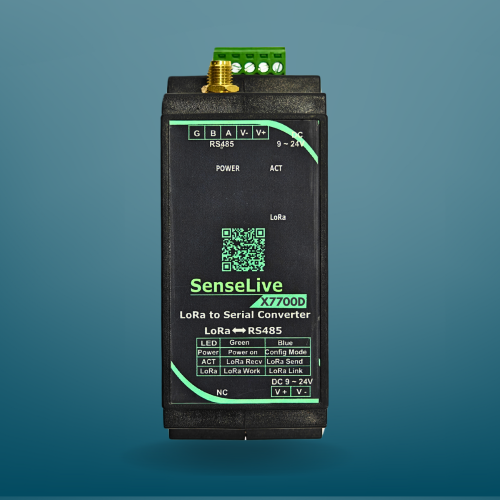 G B A V- V+ DC
RS485 9 ~ 24V
POWER ACT
LoRa
SenseLive
X7700D
LoRa to Serial Converter
LoRa ⟷ RS485
LED Green Blue
Power Power on Config Mode
ACT LoRa Recv LoRa Send
LoRa LoRa Work LoRa Link
DC 9 ~ 24V
NC V + V -